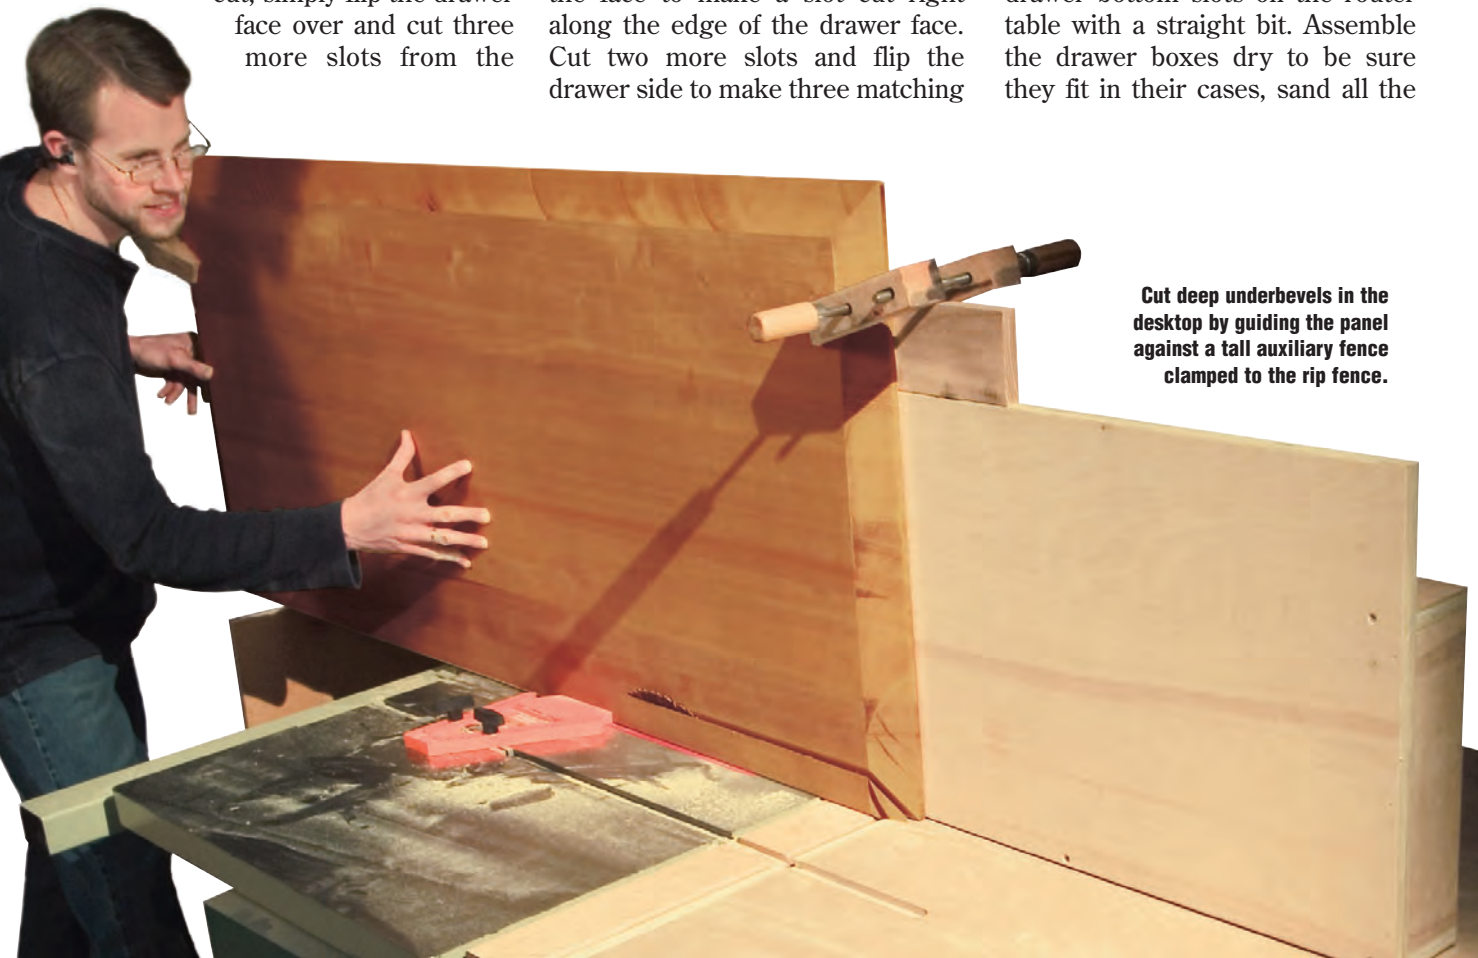 face over and cut three
more slots from the
along the edge of the drawer face.
Cut two more slots and flip the
drawer side to make three matching
table with a straight bit. Assemble
the drawer boxes dry to be sure
they fit in their cases, sand all the
Cut deep underbevels in the
desktop by guiding the panel
against a tall auxiliary fence
clamped to the rip fence.